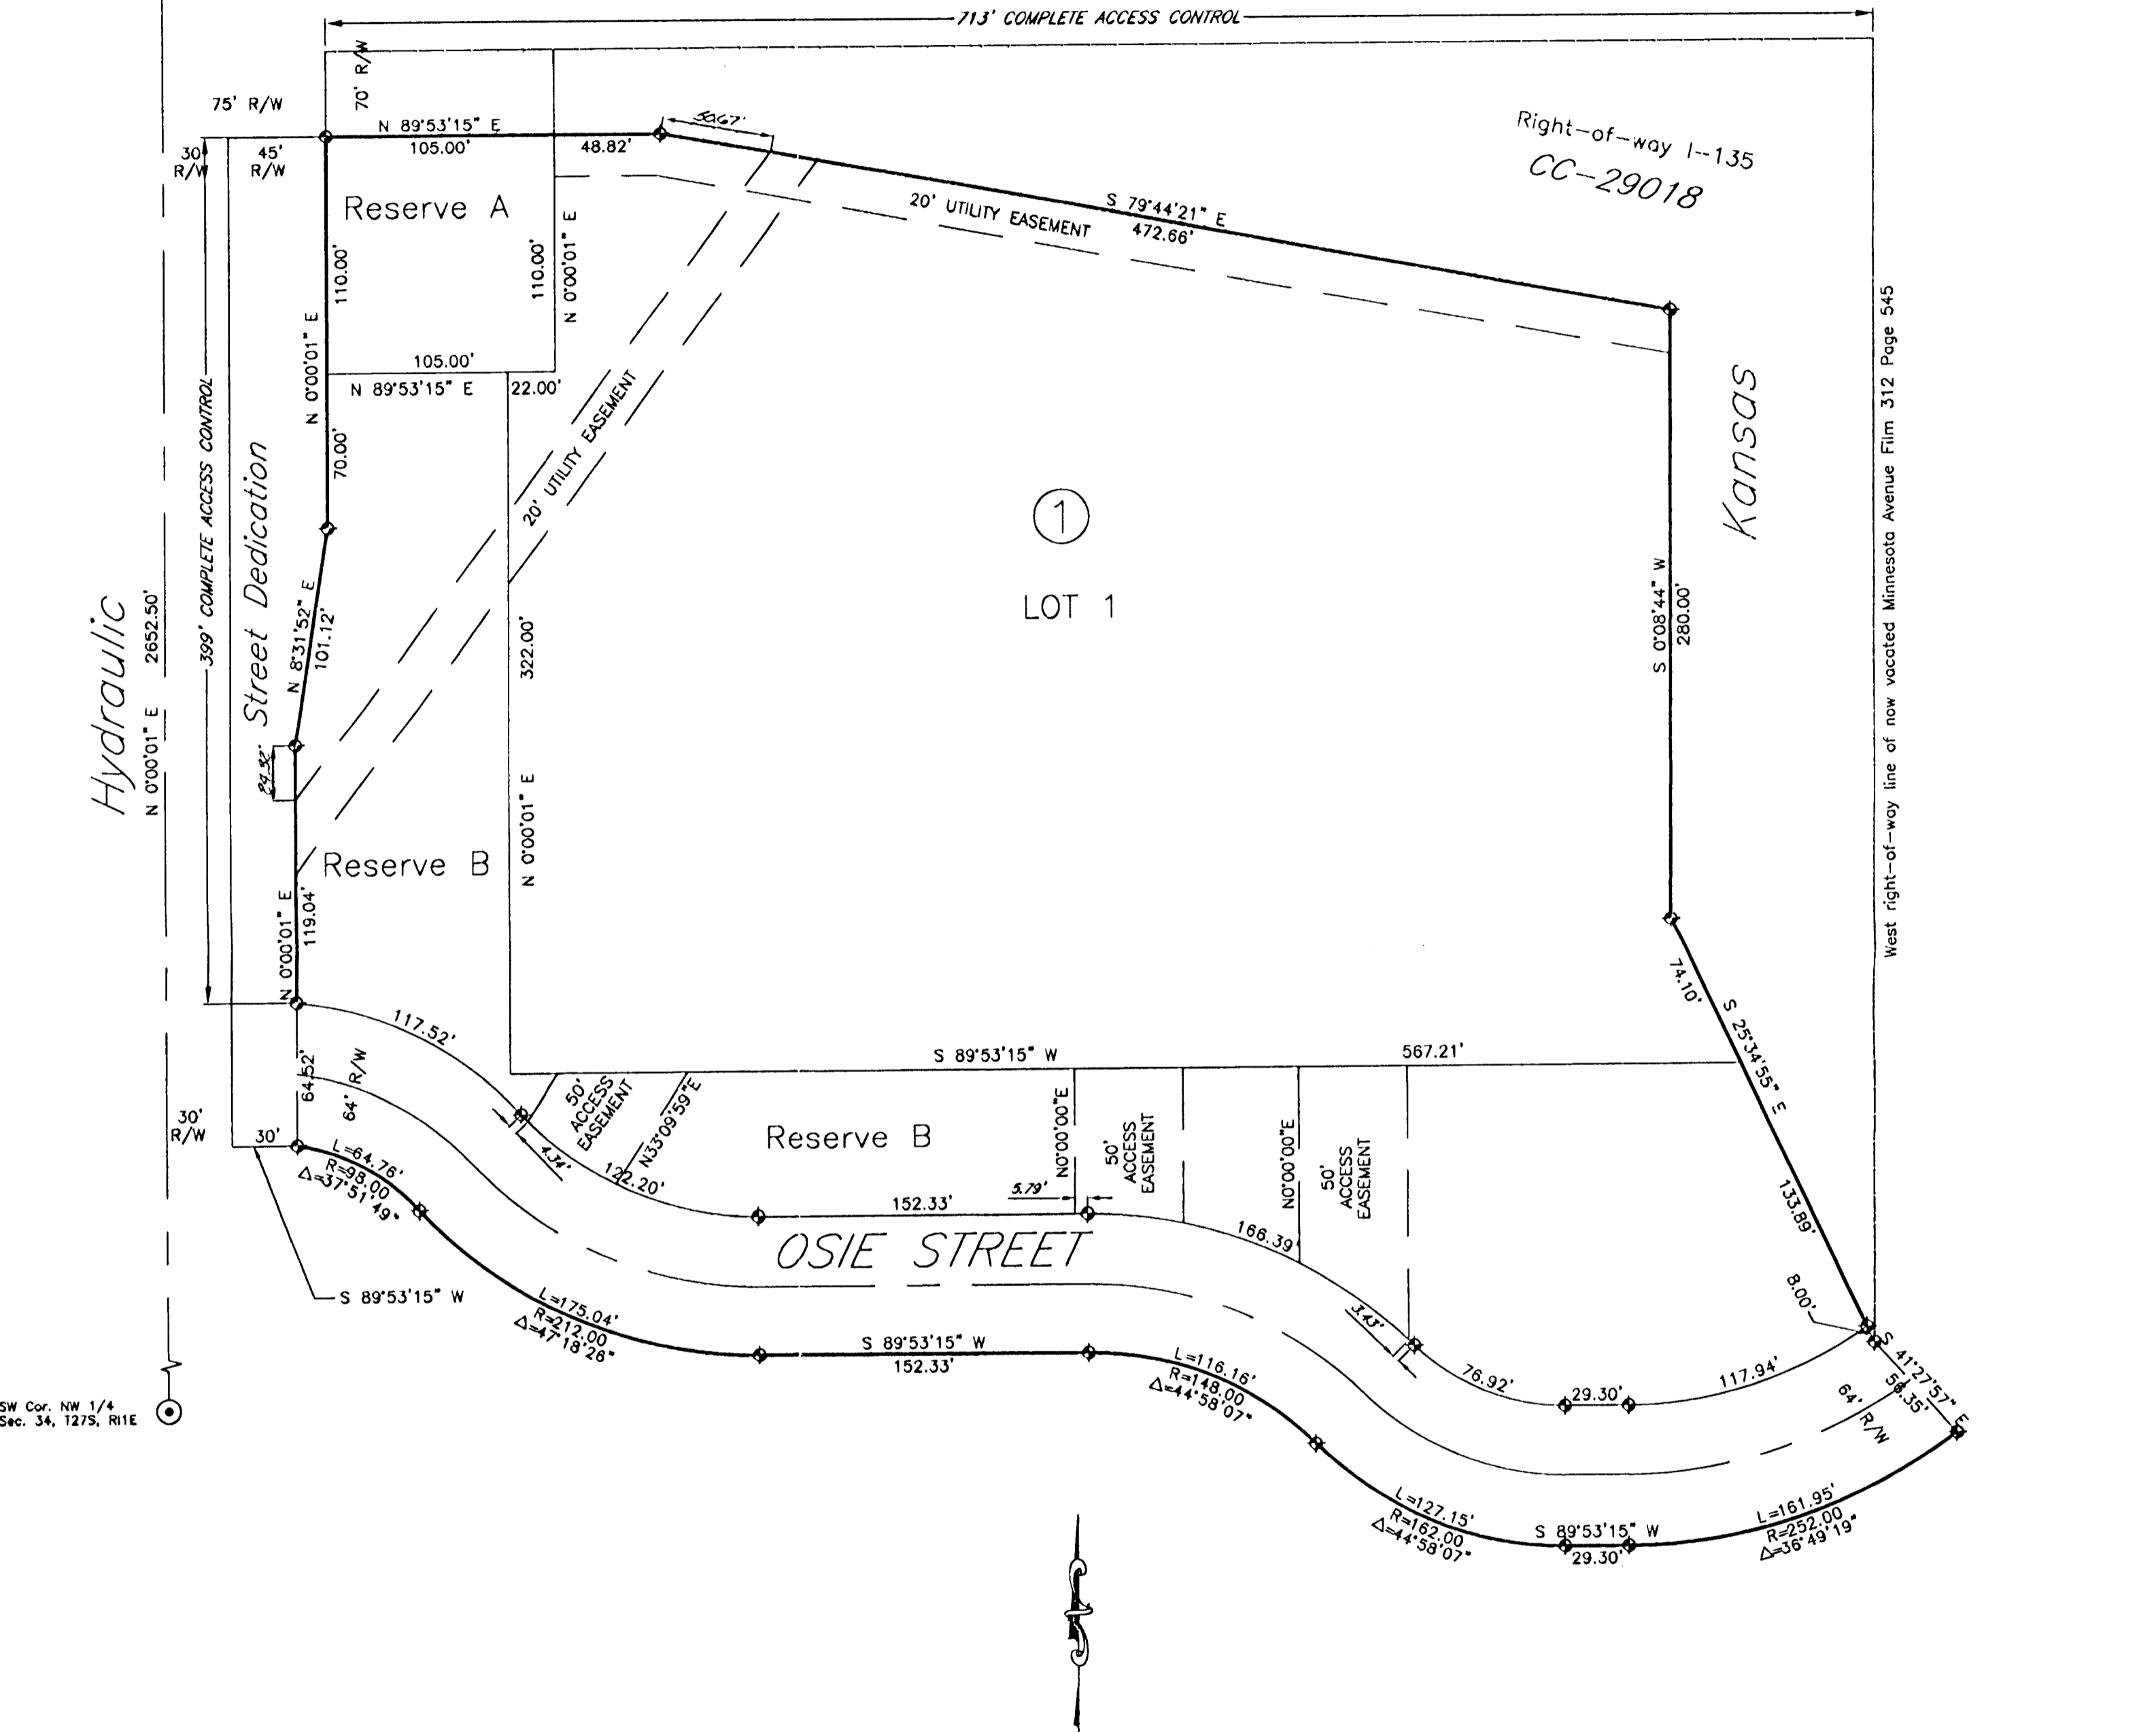 713' COMPLETE ACCESS CONTROL
70' R/W
75' R/W
N 89°53'15" E
105.00'
48.82'
50.67'
Right-of-way I--135
CC-29018
30
R/W
45'
R/W
Reserve A
S 79°44'21" E
472.66'
20' UTILITY EASEMENT
110.00'
110.00'
N 0°00'01" E
N 0°00'01" E
105.00'
N 89°53'15" E
22.00'
70.00'
399' COMPLETE ACCESS CONTROL
Street Dedication
20' UTILITY EASEMENT
1
LOT 1
Kansas
West right-of-way line of now vacated Minnesota Avenue Film 312 Page 545
Hydraulic
N 0°00'01" E 2652.50'
N 8°31'52" E
101.12'
322.00'
N 0°00'01" E
S 0°08'44" W
280.00'
Reserve B
N 0°00'01" E
119.04'
74.10'
S 25°34'55" E
133.89'
117.52'
S 89°53'15" W
567.21'
64.52'
64' R/W
50'
ACCESS
EASEMENT
N33°09'59"E
4.34'
122.20'
Reserve B
N0°00'00"E
50'
ACCESS
EASEMENT
N0°00'00"E
50'
ACCESS
EASEMENT
30'
R/W
30'
L=64.76'
R=98.00
Δ=37°51'49"
5.79'
152.33'
166.39'
OSIE STREET
S 89°53'15" W
L=175.04'
R=212.00
Δ=47°18'26"
S 89°53'15" W
152.33'
L=116.16'
R=148.00
Δ=44°58'07"
3.43'
76.92'
29.30'
117.94'
8.00'
S 41°27'57" E
64' R/W
SW Cor. NW 1/4
Sec. 34, T27S, R11E
L=127.15'
R=162.00
Δ=44°58'07"
S 89°53'15" W
29.30'
L=161.95'
R=252.00
Δ=36°49'19"